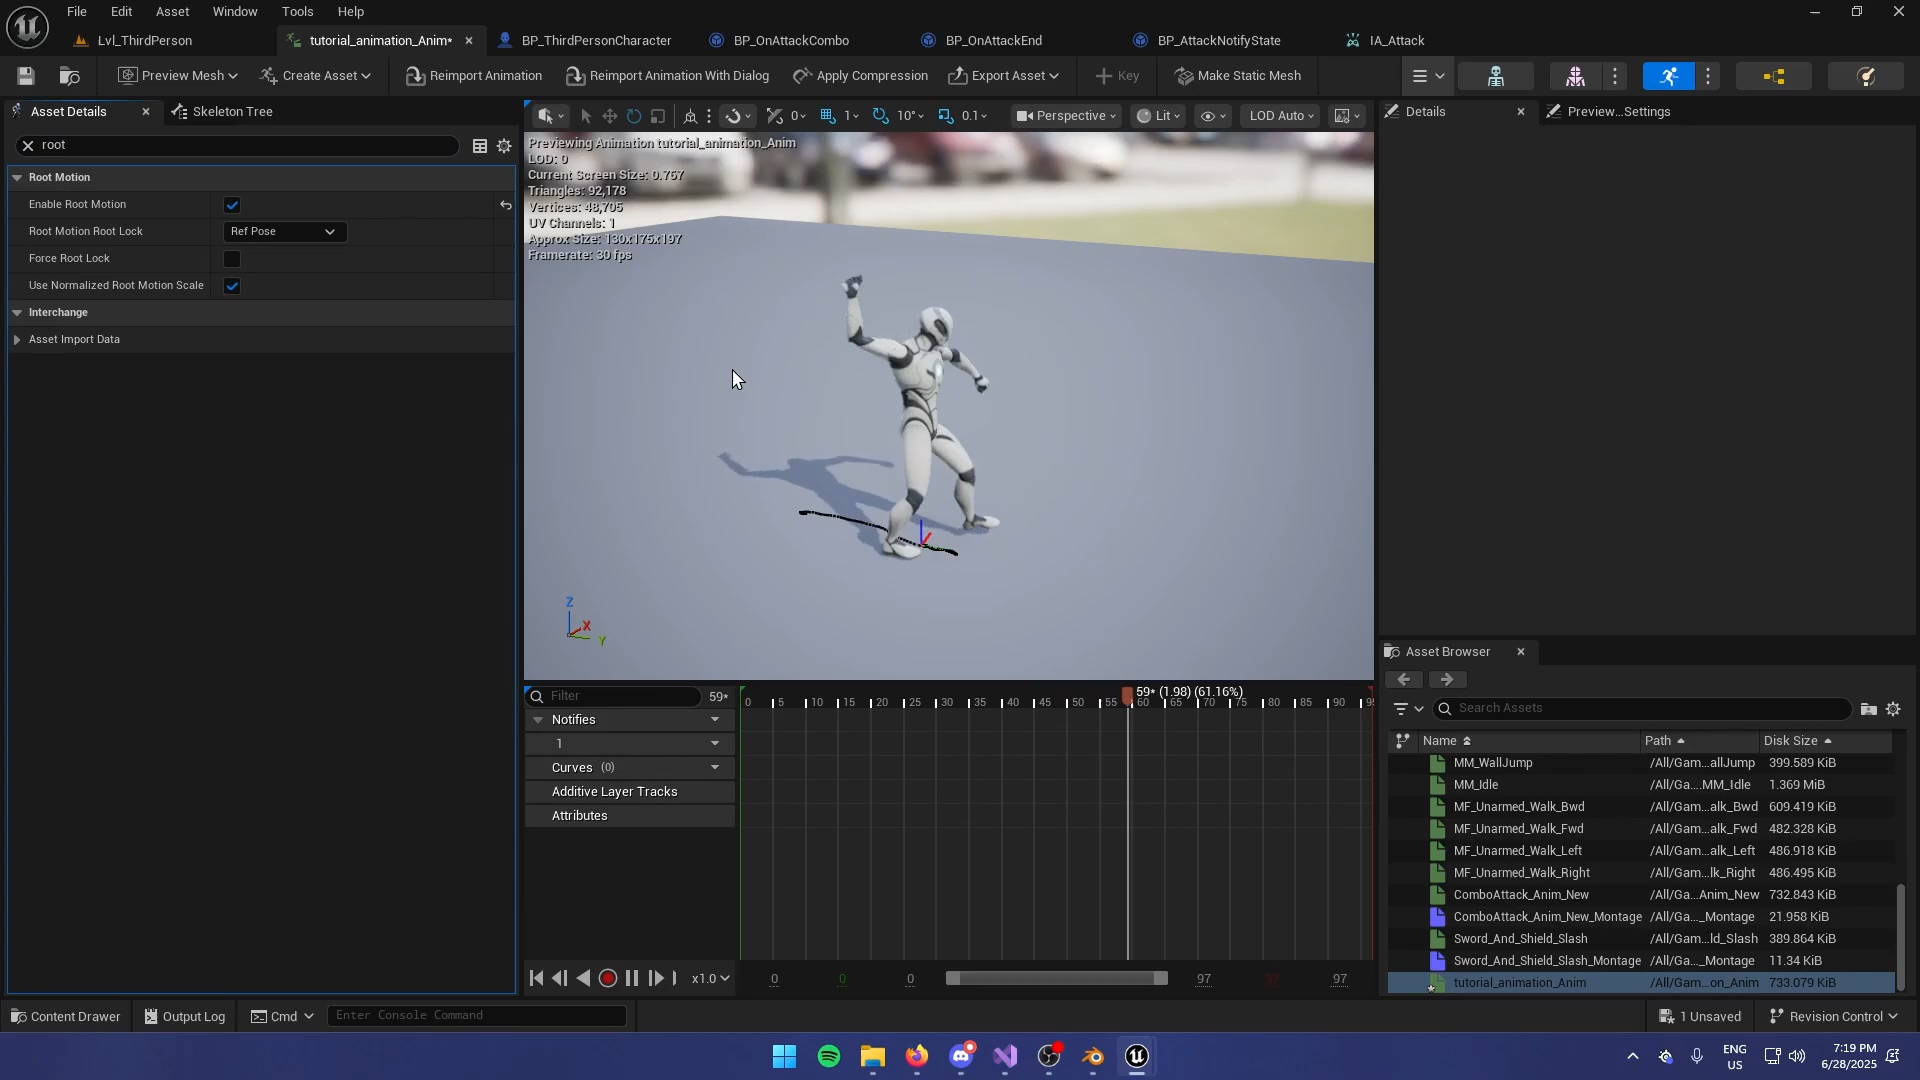 File Edit Asset Window Tools Help
Lvl_ThirdPerson tutorial_animation_Anim* BP_ThirdPersonCharacter BP_OnAttackCombo BP_OnAttackEnd BP_AttackNotifyState IA_Attack
Preview Mesh Create Asset Reimport Animation Reimport Animation With Dialog Apply Compression Export Asset Key Make Static Mesh
Asset Details Skeleton Tree
root
Root Motion
Enable Root Motion
Root Motion Root Lock Ref Pose
Force Root Lock
Use Normalized Root Motion Scale
Interchange
Asset Import Data
0 1 10° 0.1 Perspective Lit LOD Auto
Previewing Animation tutorial_animation_Anim
LOD: 0
Current Screen Size: 0.757
Triangles: 92,178
Vertices: 48,705
UV Channels: 1
Approx Size: 130x175x197
Framerate: 30 fps
Z
X
Y
Filter 59*
59* (1.98) (61.16%)
0 5 10 15 20 25 30 35 40 45 50 55 60 65 70 75 80 85 90
Notifies
1
Curves (0)
Additive Layer Tracks
Attributes
x1.0 0 0 0 97 97 97
Details Preview...Settings
Asset Browser
Search Assets
Name Path Disk Size
MM_WallJump /All/Gam...allJump 399.589 KiB
MM_Idle /All/Ga....MM_Idle 1.369 MiB
MF_Unarmed_Walk_Bwd /All/Gam...alk_Bwd 609.419 KiB
MF_Unarmed_Walk_Fwd /All/Gam...alk_Fwd 482.328 KiB
MF_Unarmed_Walk_Left /All/Gam...alk_Left 486.918 KiB
MF_Unarmed_Walk_Right /All/Gam...lk_Right 486.495 KiB
ComboAttack_Anim_New /All/Ga...Anim_New 732.843 KiB
ComboAttack_Anim_New_Montage /All/Ga..._Montage 21.958 KiB
Sword_And_Shield_Slash /All/Gam...ld_Slash 389.864 KiB
Sword_And_Shield_Slash_Montage /All/Ga..._Montage 11.34 KiB
tutorial_animation_Anim /All/Gam...on_Anim 733.079 KiB
Content Drawer Output Log Cmd Enter Console Command 1 Unsaved Revision Control
ENG
US
7:19 PM
6/28/2025